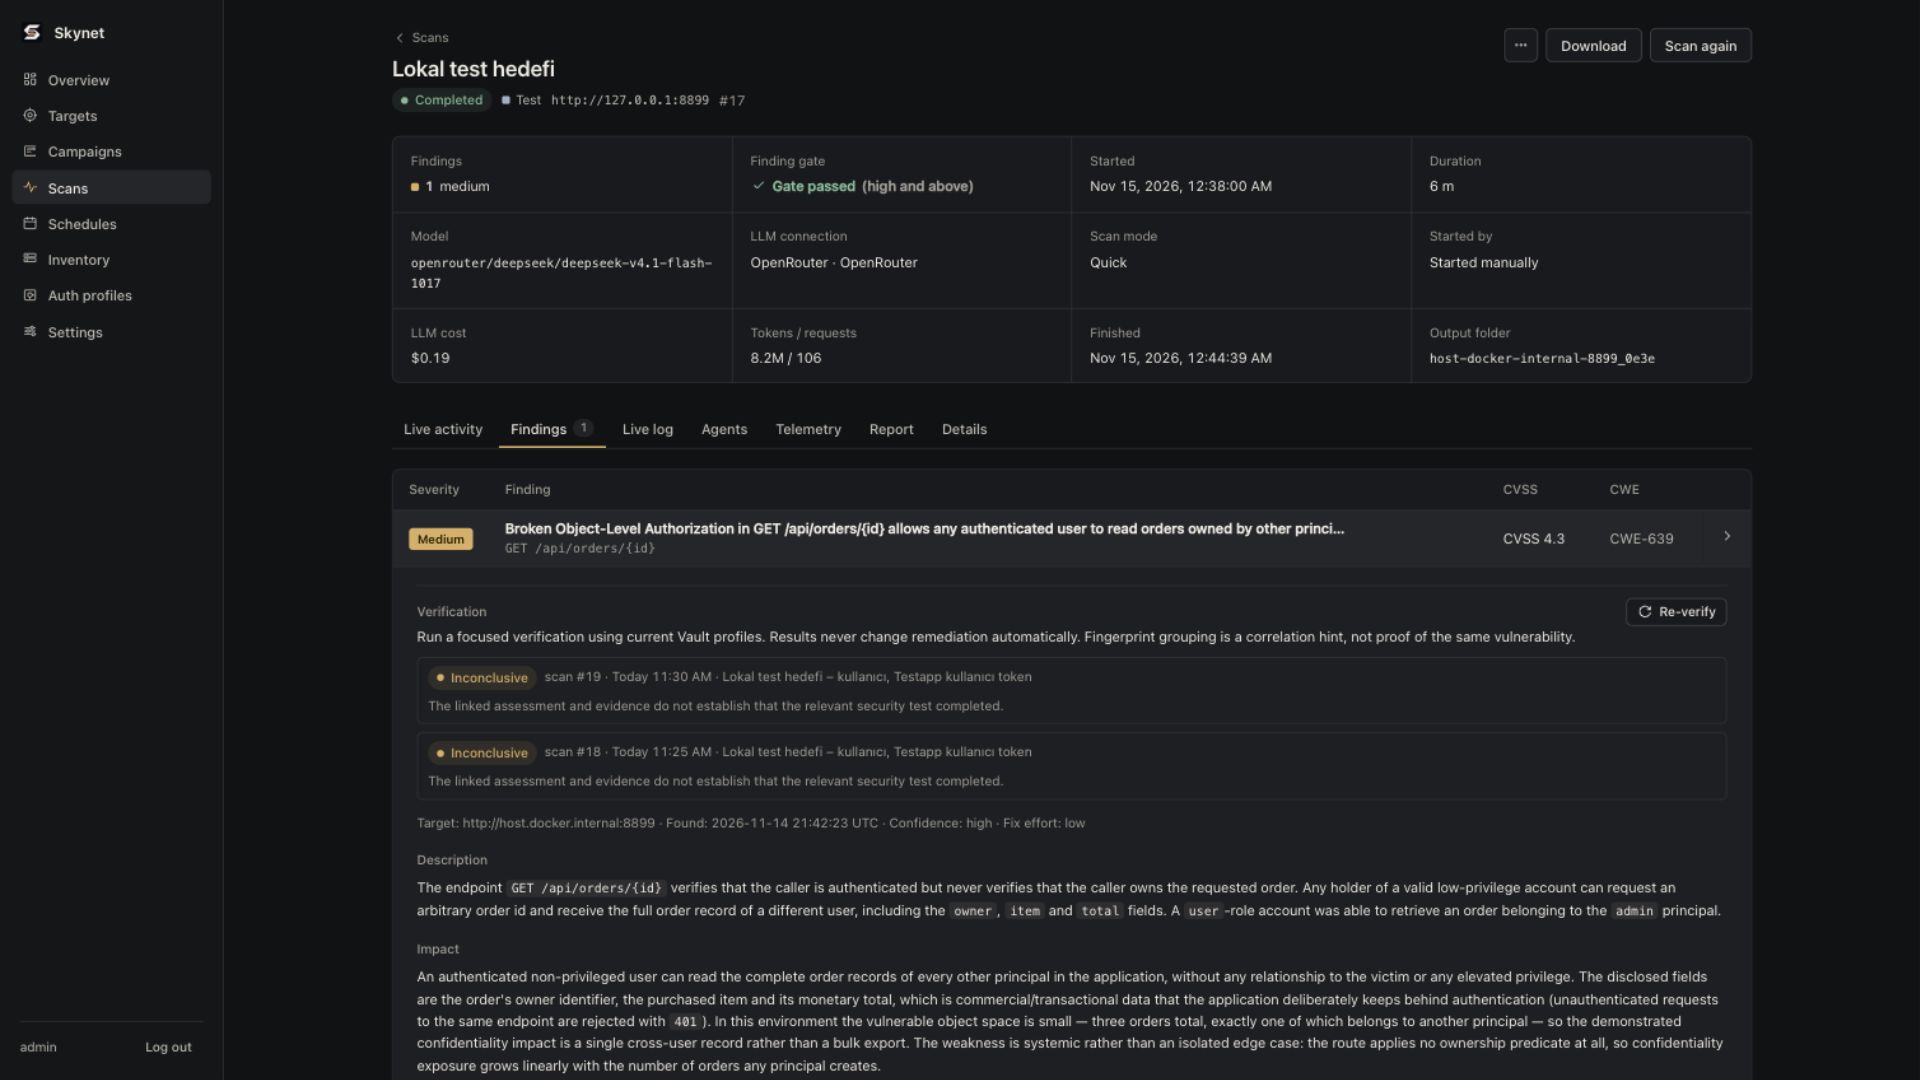 Skynet
Overview
Targets
Campaigns
Scans
Schedules
Inventory
Auth profiles
Settings
admin
Log out
Scans
Lokal test hedefi
Completed Test http://127.0.0.1:8899 #17
Download
Scan again
Findings
1 medium
Finding gate
Gate passed (high and above)
Started
Nov 15, 2026, 12:38:00 AM
Duration
6 m
Model
openrouter/deepseek/deepseek-v4.1-flash-
1017
LLM connection
OpenRouter · OpenRouter
Scan mode
Quick
Started by
Started manually
LLM cost
$0.19
Tokens / requests
8.2M / 106
Finished
Nov 15, 2026, 12:44:39 AM
Output folder
host-docker-internal-8899_0e3e
Live activity Findings 1 Live log Agents Telemetry Report Details
Severity Finding CVSS CWE
Medium
Broken Object-Level Authorization in GET /api/orders/{id} allows any authenticated user to read orders owned by other princi...
GET /api/orders/{id}
CVSS 4.3
CWE-639
Verification
Re-verify
Run a focused verification using current Vault profiles. Results never change remediation automatically. Fingerprint grouping is a correlation hint, not proof of the same vulnerability.
Inconclusive scan #19 · Today 11:30 AM · Lokal test hedefi – kullanıcı, Testapp kullanıcı token
The linked assessment and evidence do not establish that the relevant security test completed.
Inconclusive scan #18 · Today 11:25 AM · Lokal test hedefi – kullanıcı, Testapp kullanıcı token
The linked assessment and evidence do not establish that the relevant security test completed.
Target: http://host.docker.internal:8899 · Found: 2026-11-14 21:42:23 UTC · Confidence: high · Fix effort: low
Description
The endpoint GET /api/orders/{id} verifies that the caller is authenticated but never verifies that the caller owns the requested order. Any holder of a valid low-privilege account can request an
arbitrary order id and receive the full order record of a different user, including the owner, item and total fields. A user-role account was able to retrieve an order belonging to the admin principal.
Impact
An authenticated non-privileged user can read the complete order records of every other principal in the application, without any relationship to the victim or any elevated privilege. The disclosed fields
are the order's owner identifier, the purchased item and its monetary total, which is commercial/transactional data that the application deliberately keeps behind authentication (unauthenticated requests
to the same endpoint are rejected with 401). In this environment the vulnerable object space is small — three orders total, exactly one of which belongs to another principal — so the demonstrated
confidentiality impact is a single cross-user record rather than a bulk export. The weakness is systemic rather than an isolated edge case: the route applies no ownership predicate at all, so confidentiality
exposure grows linearly with the number of orders any principal creates.